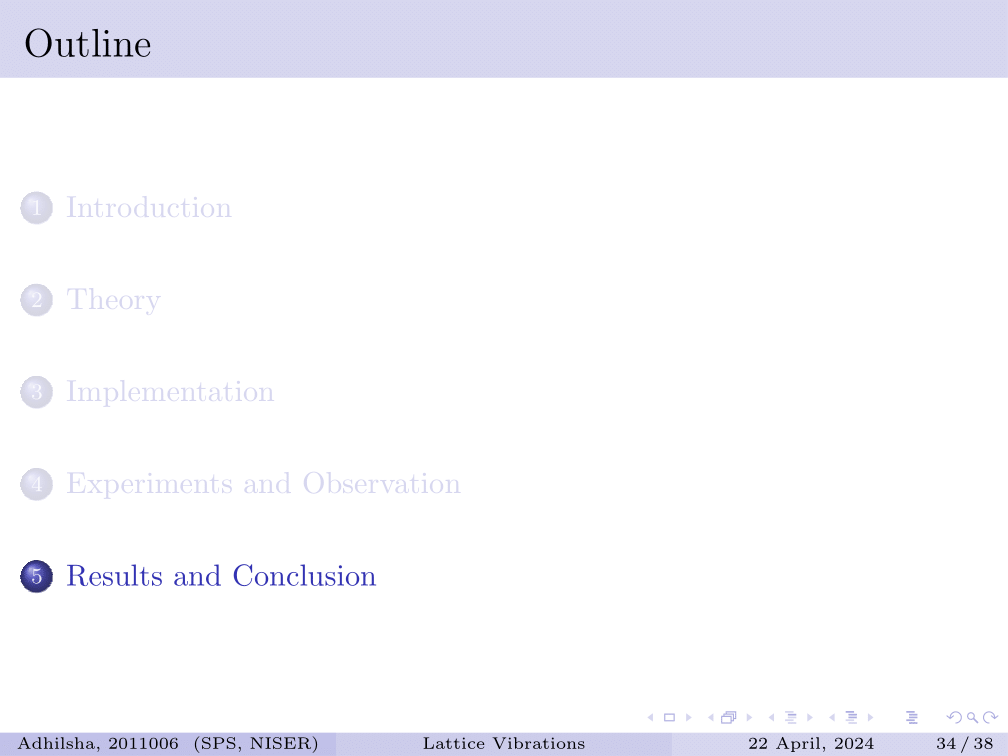 Outline
1 Introduction
2 Theory
3 Implementation
4 Experiments and Observation
5 Results and Conclusion
Adhilsha, 2011006 (SPS, NISER) Lattice Vibrations 22 April, 2024 34 / 38